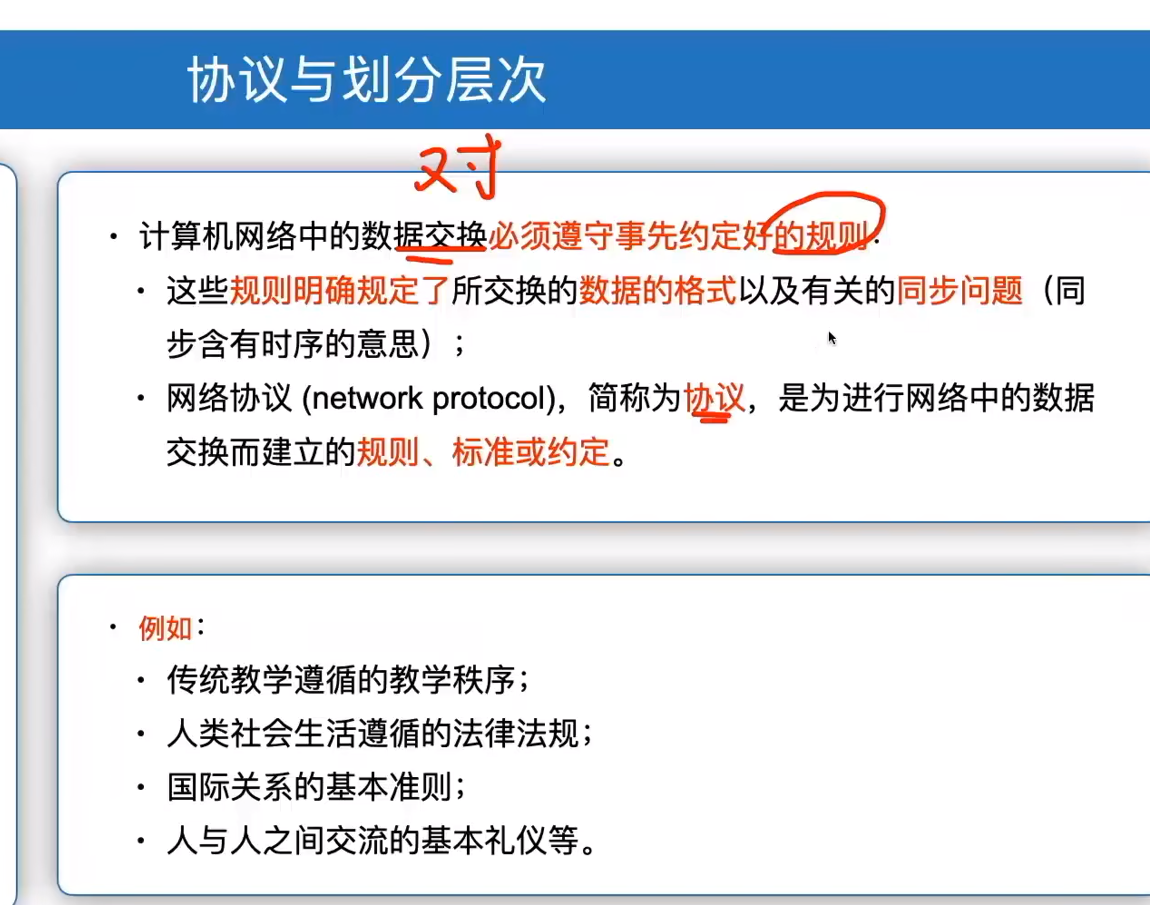 协议与划分层次
对
· 计算机网络中的数据交换必须遵守事先约定好的规则.
· 这些规则明确规定了所交换的数据的格式以及有关的同步问题（同
步含有时序的意思）；
· 网络协议 (network protocol)，简称为协议，是为进行网络中的数据
交换而建立的规则、标准或约定。
· 例如：
· 传统教学遵循的教学秩序；
· 人类社会生活遵循的法律法规；
· 国际关系的基本准则；
· 人与人之间交流的基本礼仪等。